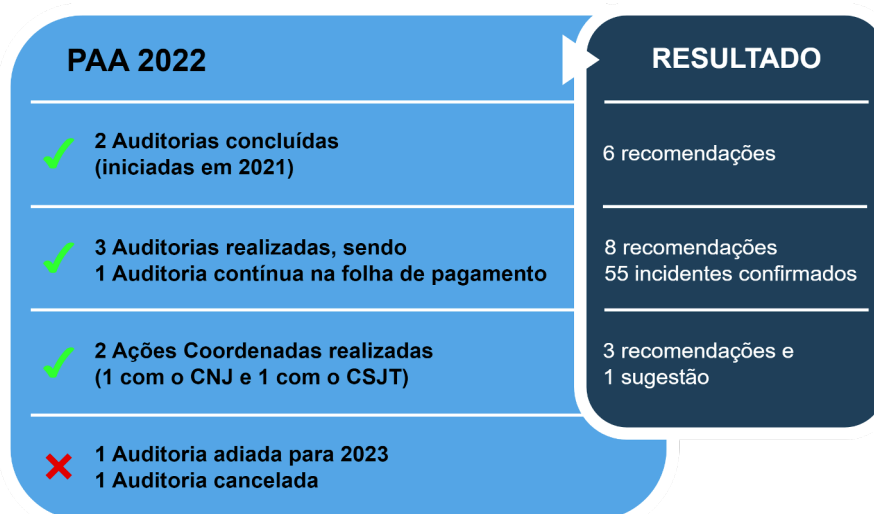 PAA 2022
RESULTADO
2 Auditorias concluídas
(iniciadas em 2021)
6 recomendações
3 Auditorias realizadas, sendo
1 Auditoria contínua na folha de pagamento
8 recomendações
55 incidentes confirmados
2 Ações Coordenadas realizadas
(1 com o CNJ e 1 com o CSJT)
3 recomendações e
1 sugestão
1 Auditoria adiada para 2023
1 Auditoria cancelada